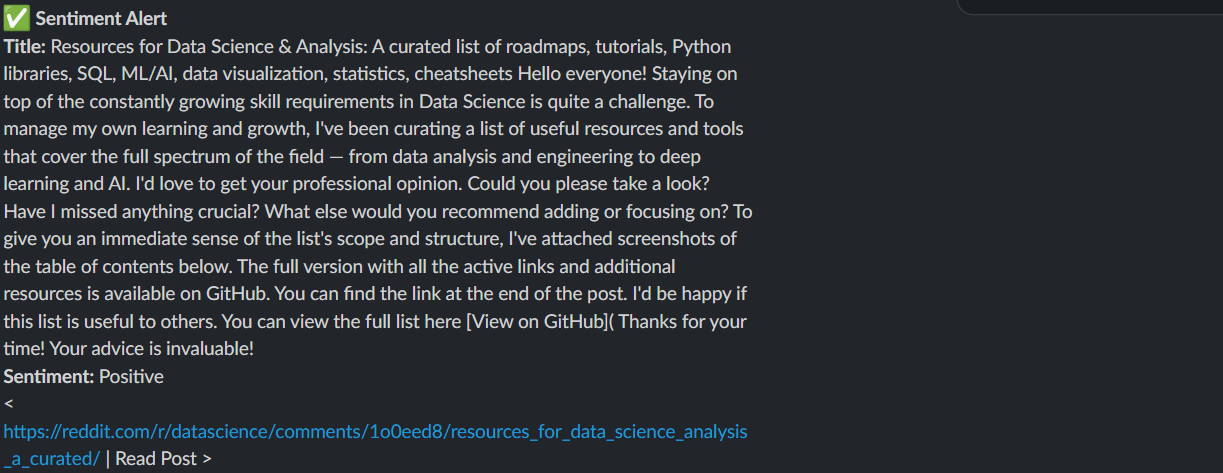 ✅ Sentiment Alert
Title: Resources for Data Science & Analysis: A curated list of roadmaps, tutorials, Python
libraries, SQL, ML/AI, data visualization, statistics, cheatsheets Hello everyone! Staying on
top of the constantly growing skill requirements in Data Science is quite a challenge. To
manage my own learning and growth, I've been curating a list of useful resources and tools
that cover the full spectrum of the field — from data analysis and engineering to deep
learning and AI. I'd love to get your professional opinion. Could you please take a look?
Have I missed anything crucial? What else would you recommend adding or focusing on? To
give you an immediate sense of the list's scope and structure, I've attached screenshots of
the table of contents below. The full version with all the active links and additional
resources is available on GitHub. You can find the link at the end of the post. I'd be happy if
this list is useful to others. You can view the full list here [View on GitHub]( Thanks for your
time! Your advice is invaluable!
Sentiment: Positive
<
https://reddit.com/r/datascience/comments/1o0eed8/resources_for_data_science_analysis
_a_curated/ | Read Post >